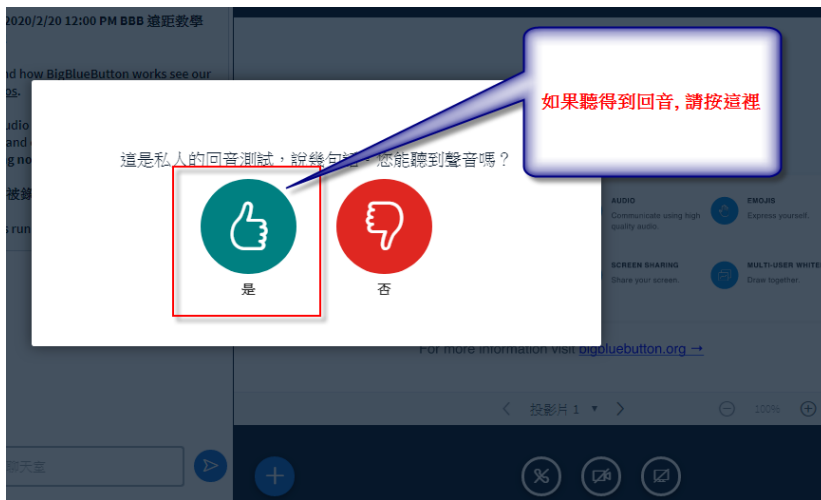 2020/2/20 12:00 PM BBB 遠距教學
nd how BigBlueButton works see our
os.
udio
and
g no
被錄
s run
如果聽得到回音, 請按這裡
這是私人的回音測試，說幾句話，您能聽到聲音嗎？
是
否
AUDIO
Communicate using high
quality audio.
EMOJIS
Express yourself.
SCREEN SHARING
Share your screen.
MULTI-USER WHITE
Draw together.
For more information visit bigbluebutton.org →
投影片 1
100%
聊天室